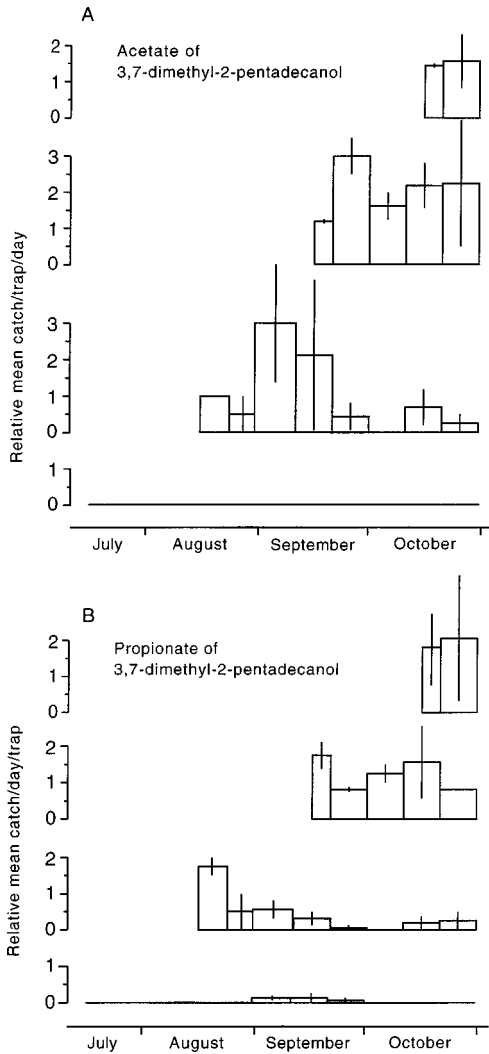 A
Acetate of
3,7-dimethyl-2-pentadecanol
Relative mean catch/trap/day
2
1
0
3
2
1
0
3
2
1
0
1
0
July August September October
B
Propionate of
3,7-dimethyl-2-pentadecanol
Relative mean catch/day/trap
2
1
0
2
1
0
2
1
0
1
0
July August September October